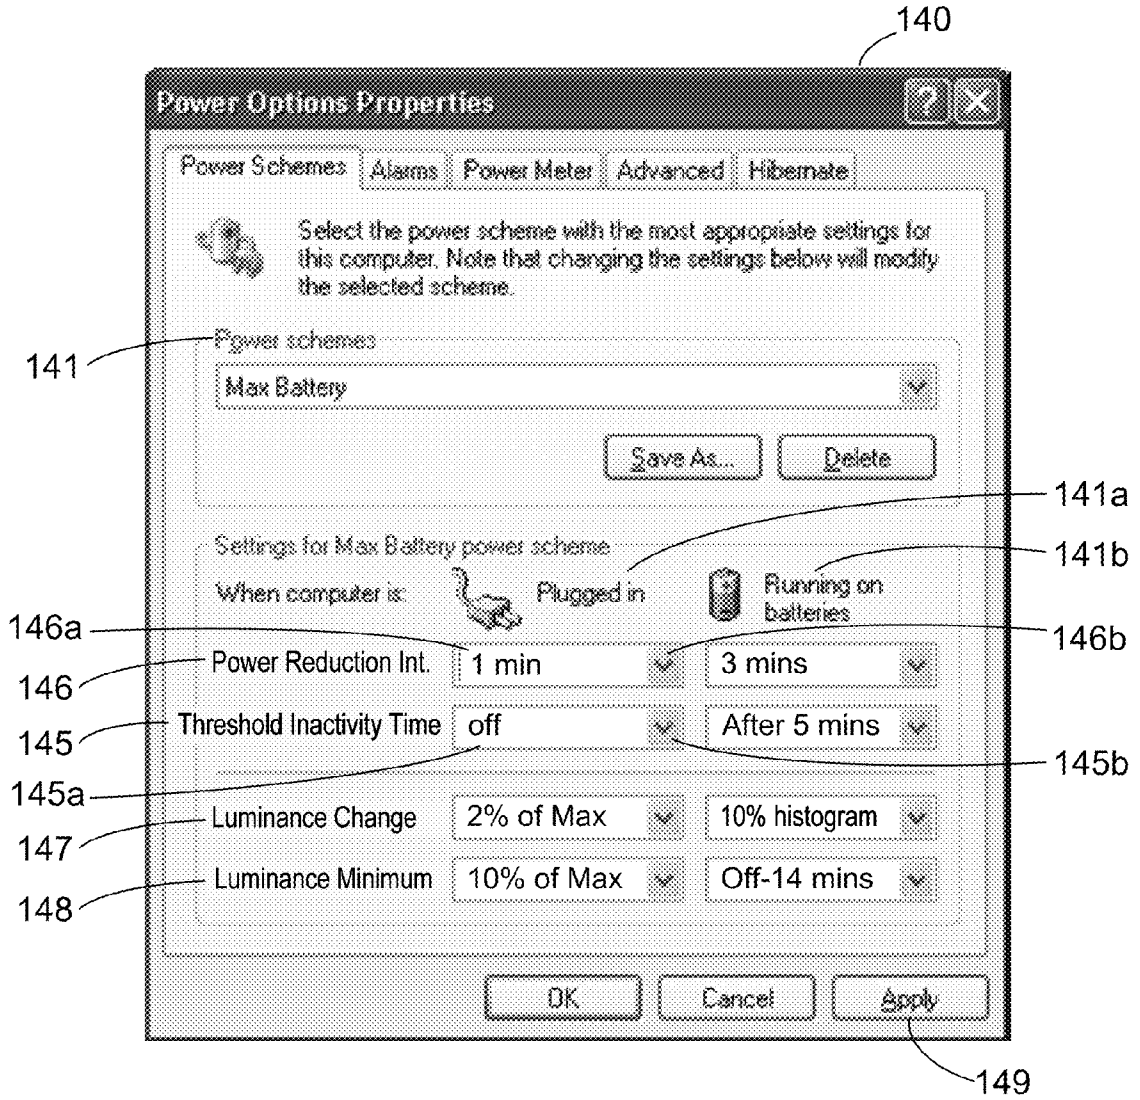 140
Power Options Properties
Power Schemes Alarms Power Meter Advanced Hibernate
Select the power scheme with the most appropriate settings for
this computer. Note that changing the settings below will modify
the selected scheme.
141 Power schemes
Max Battery
Save As... Delete
141a
Settings for Max Battery power scheme
141b
When computer is: Plugged in Running on
batteries
146a
146b
146 Power Reduction Int. 1 min 3 mins
145 Threshold Inactivity Time off After 5 mins
145b
145a
147 Luminance Change 2% of Max 10% histogram
148 Luminance Minimum 10% of Max Off-14 mins
OK Cancel Apply
149